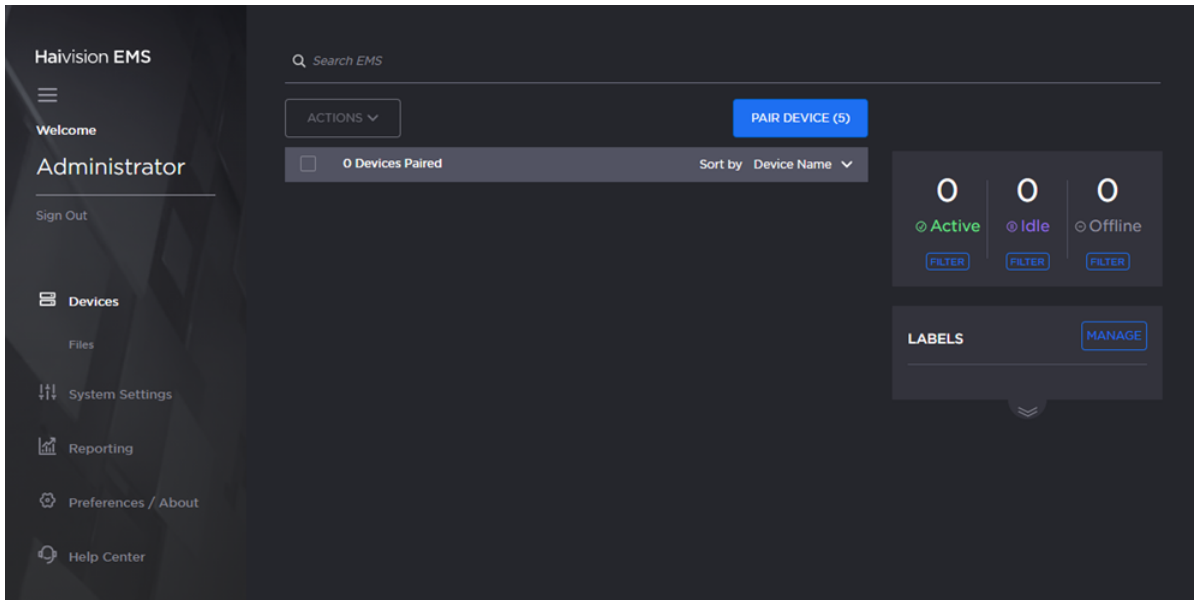 Haivision EMS
Welcome
Administrator
Sign Out
Devices
Files
System Settings
Reporting
Preferences / About
Help Center
Search EMS
ACTIONS
PAIR DEVICE (5)
0 Devices Paired
Sort by Device Name
0 0 0
Active Idle Offline
FILTER FILTER FILTER
LABELS
MANAGE